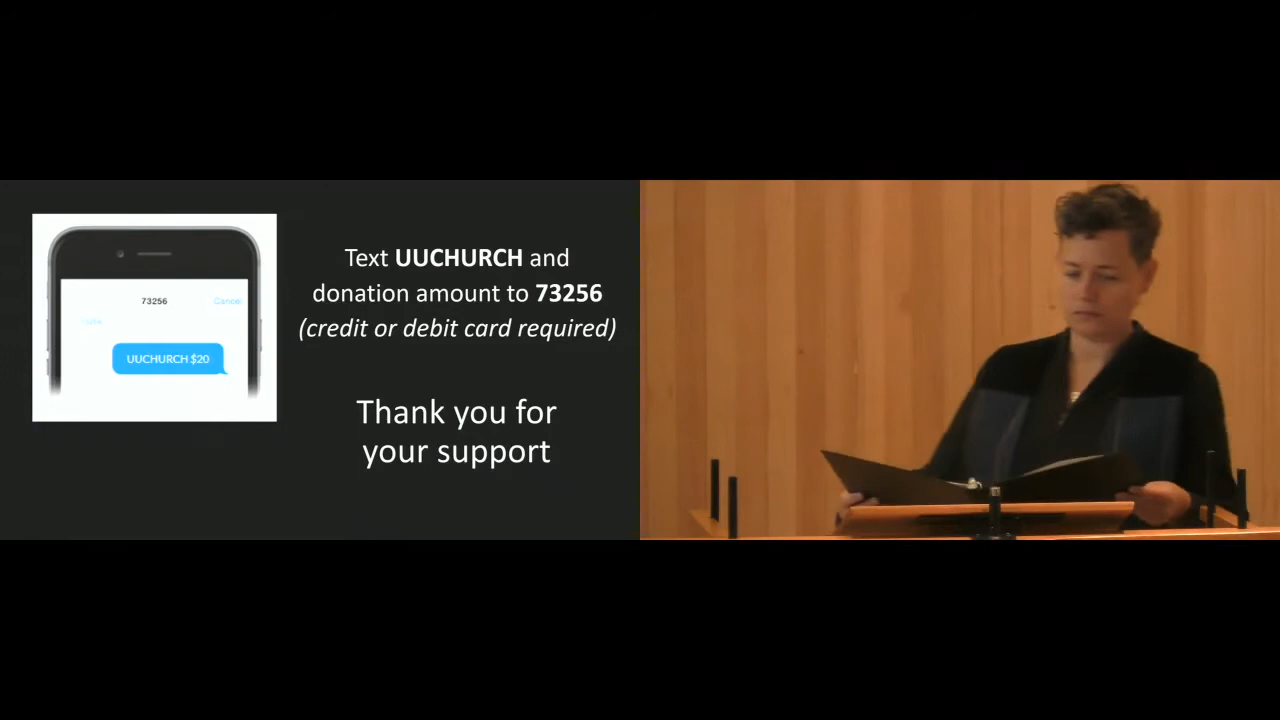 73256
Cancel
UUCHURCH $20
Text UUCHURCH and
donation amount to 73256
(credit or debit card required)
Thank you for
your support